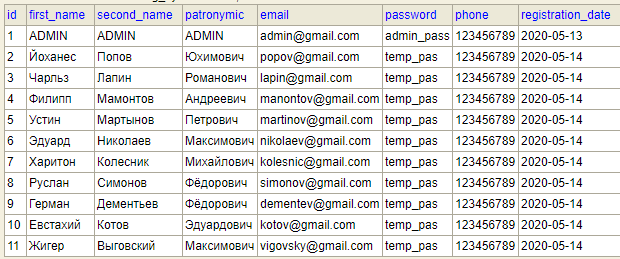 id first_name second_name patronymic email password phone registration_date
1 ADMIN ADMIN ADMIN admin@gmail.com admin_pass 123456789 2020-05-13
2 Йоханес Попов Юхимович popov@gmail.com temp_pas 123456789 2020-05-14
3 Чарльз Лапин Романович lapin@gmail.com temp_pas 123456789 2020-05-14
4 Филипп Мамонтов Андреевич manontov@gmail.com temp_pas 123456789 2020-05-14
5 Устин Мартынов Петрович martinov@gmail.com temp_pas 123456789 2020-05-14
6 Эдуард Николаев Максимович nikolaev@gmail.com temp_pas 123456789 2020-05-14
7 Харитон Колесник Михайлович kolesnic@gmail.com temp_pas 123456789 2020-05-14
8 Руслан Симонов Фёдорович simonov@gmail.com temp_pas 123456789 2020-05-14
9 Герман Дементьев Фёдорович dementev@gmail.com temp_pas 123456789 2020-05-14
10 Евстахий Котов Эдуардович kotov@gmail.com temp_pas 123456789 2020-05-14
11 Жигер Выговский Максимович vigovsky@gmail.com temp_pas 123456789 2020-05-14